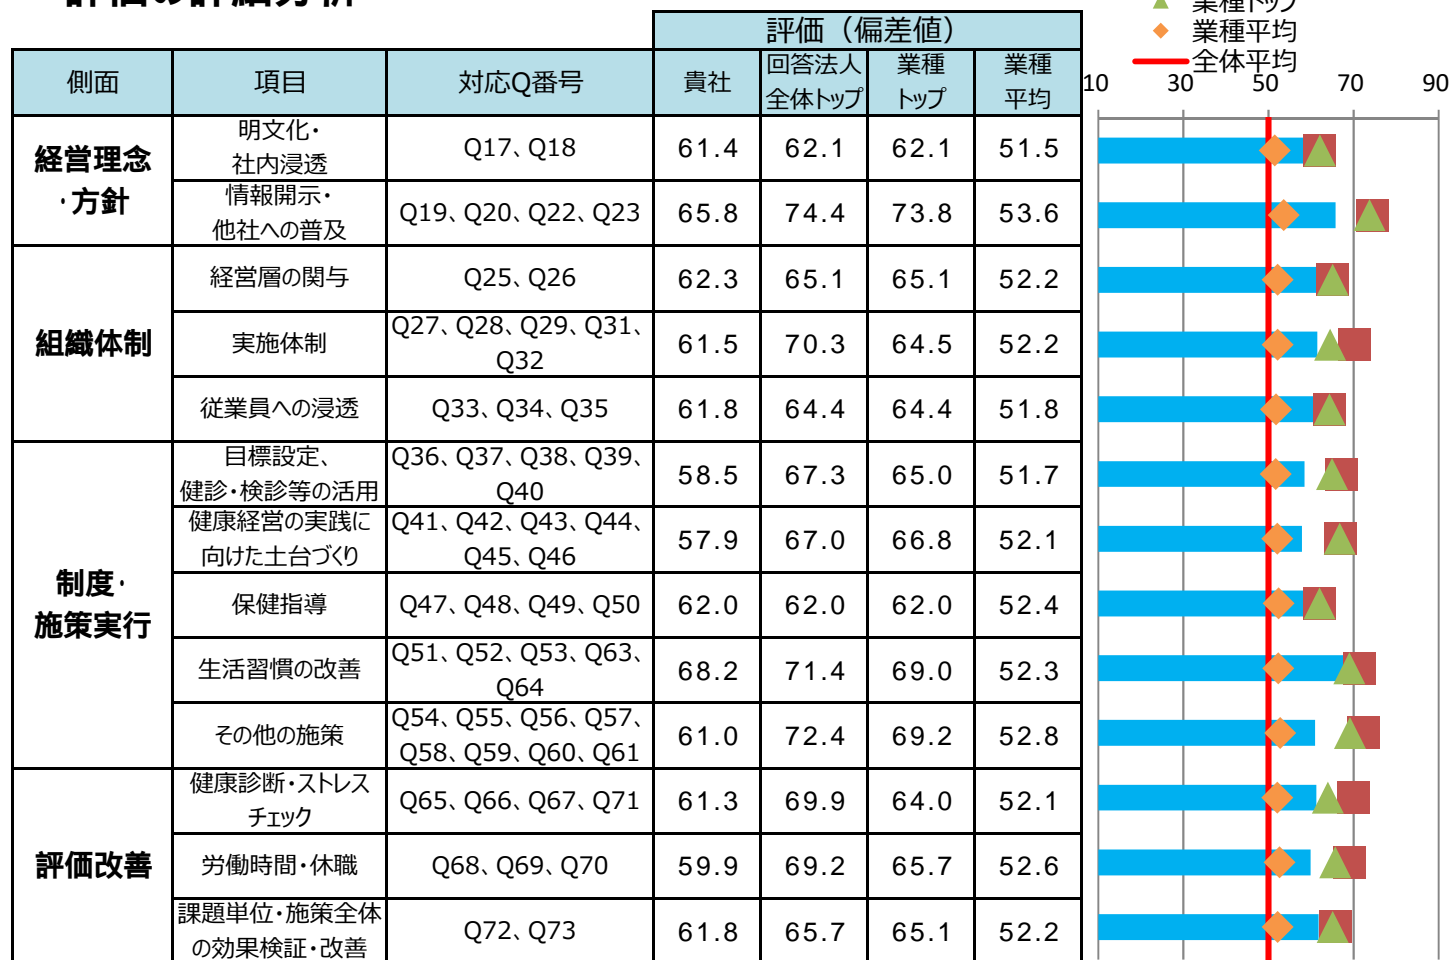 評価の詳細分析
業種トップ
業種平均
全体平均
評価（偏差値）
側面 項目 対応Q番号 貴社 回答法人 業種 業種
全体トップ トップ 平均
10 30 50 70 90
経営理念
・方針
明文化・
社内浸透
Q17、Q18 61.4 62.1 62.1 51.5
情報開示・
他社への普及
Q19、Q20、Q22、Q23 65.8 74.4 73.8 53.6
組織体制
経営層の関与 Q25、Q26 62.3 65.1 65.1 52.2
実施体制
Q27、Q28、Q29、Q31、
Q32
61.5 70.3 64.5 52.2
従業員への浸透 Q33、Q34、Q35 61.8 64.4 64.4 51.8
制度・
施策実行
目標設定、
健診・検診等の活用
Q36、Q37、Q38、Q39、
Q40
58.5 67.3 65.0 51.7
健康経営の実践に
向けた土台づくり
Q41、Q42、Q43、Q44、
Q45、Q46
57.9 67.0 66.8 52.1
保健指導 Q47、Q48、Q49、Q50 62.0 62.0 62.0 52.4
生活習慣の改善
Q51、Q52、Q53、Q63、
Q64
68.2 71.4 69.0 52.3
その他の施策
Q54、Q55、Q56、Q57、
Q58、Q59、Q60、Q61
61.0 72.4 69.2 52.8
評価改善
健康診断・ストレス
チェック
Q65、Q66、Q67、Q71 61.3 69.9 64.0 52.1
労働時間・休職 Q68、Q69、Q70 59.9 69.2 65.7 52.6
課題単位・施策全体
の効果検証・改善
Q72、Q73 61.8 65.7 65.1 52.2